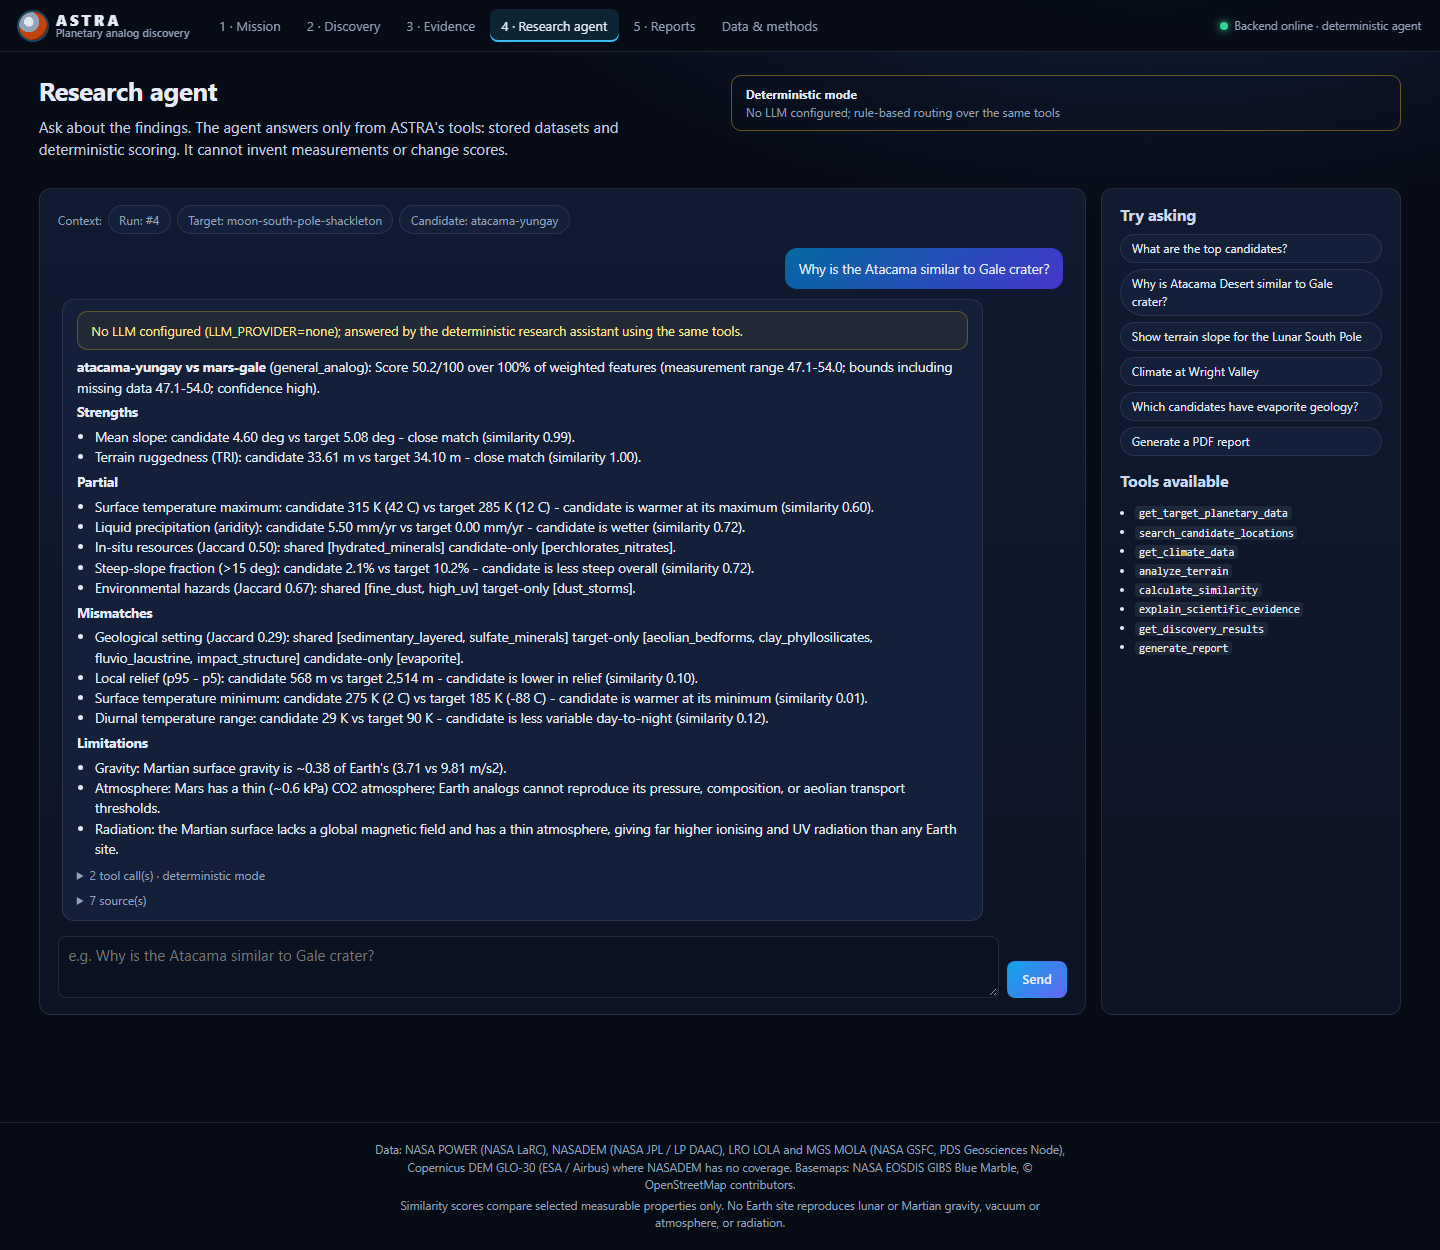 ASTRA
Planetary analog discovery
1 · Mission
2 · Discovery
3 · Evidence
4 · Research agent
5 · Reports
Data & methods
Backend online · deterministic agent
Research agent
Ask about the findings. The agent answers only from ASTRA's tools: stored datasets and
deterministic scoring. It cannot invent measurements or change scores.
Deterministic mode
No LLM configured; rule-based routing over the same tools
Context:
Run: #4
Target: moon-south-pole-shackleton
Candidate: atacama-yungay
Why is the Atacama similar to Gale crater?
No LLM configured (LLM_PROVIDER=none); answered by the deterministic research assistant using the same tools.
atacama-yungay vs mars-gale (general_analog): Score 50.2/100 over 100% of weighted features (measurement range 47.1-54.0; bounds including
missing data 47.1-54.0; confidence high).
Strengths
• Mean slope: candidate 4.60 deg vs target 5.08 deg - close match (similarity 0.99).
• Terrain ruggedness (TRI): candidate 33.61 m vs target 34.10 m - close match (similarity 1.00).
Partial
• Surface temperature maximum: candidate 315 K (42 C) vs target 285 K (12 C) - candidate is warmer at its maximum (similarity 0.60).
• Liquid precipitation (aridity): candidate 5.50 mm/yr vs target 0.00 mm/yr - candidate is wetter (similarity 0.72).
• In-situ resources (Jaccard 0.50): shared [hydrated_minerals] candidate-only [perchlorates_nitrates].
• Steep-slope fraction (>15 deg): candidate 2.1% vs target 10.2% - candidate is less steep overall (similarity 0.72).
• Environmental hazards (Jaccard 0.67): shared [fine_dust, high_uv] target-only [dust_storms].
Mismatches
• Geological setting (Jaccard 0.29): shared [sedimentary_layered, sulfate_minerals] target-only [aeolian_bedforms, clay_phyllosilicates,
fluvio_lacustrine, impact_structure] candidate-only [evaporite].
• Local relief (p95 - p5): candidate 568 m vs target 2,514 m - candidate is lower in relief (similarity 0.10).
• Surface temperature minimum: candidate 275 K (2 C) vs target 185 K (-88 C) - candidate is warmer at its minimum (similarity 0.01).
• Diurnal temperature range: candidate 29 K vs target 90 K - candidate is less variable day-to-night (similarity 0.12).
Limitations
• Gravity: Martian surface gravity is ~0.38 of Earth's (3.71 vs 9.81 m/s2).
• Atmosphere: Mars has a thin (~0.6 kPa) CO2 atmosphere; Earth analogs cannot reproduce its pressure, composition, or aeolian transport
thresholds.
• Radiation: the Martian surface lacks a global magnetic field and has a thin atmosphere, giving far higher ionising and UV radiation than any Earth
site.
▶ 2 tool call(s) · deterministic mode
▶ 7 source(s)
e.g. Why is the Atacama similar to Gale crater?
Send
Try asking
What are the top candidates?
Why is Atacama Desert similar to Gale
crater?
Show terrain slope for the Lunar South Pole
Climate at Wright Valley
Which candidates have evaporite geology?
Generate a PDF report
Tools available
• get_target_planetary_data
• search_candidate_locations
• get_climate_data
• analyze_terrain
• calculate_similarity
• explain_scientific_evidence
• get_discovery_results
• generate_report
Data: NASA POWER (NASA LaRC), NASADEM (NASA JPL / LP DAAC), LRO LOLA and MGS MOLA (NASA GSFC, PDS Geosciences Node),
Copernicus DEM GLO-30 (ESA / Airbus) where NASADEM has no coverage. Basemaps: NASA EOSDIS GIBS Blue Marble, ©
OpenStreetMap contributors.
Similarity scores compare selected measurable properties only. No Earth site reproduces lunar or Martian gravity, vacuum or
atmosphere, or radiation.